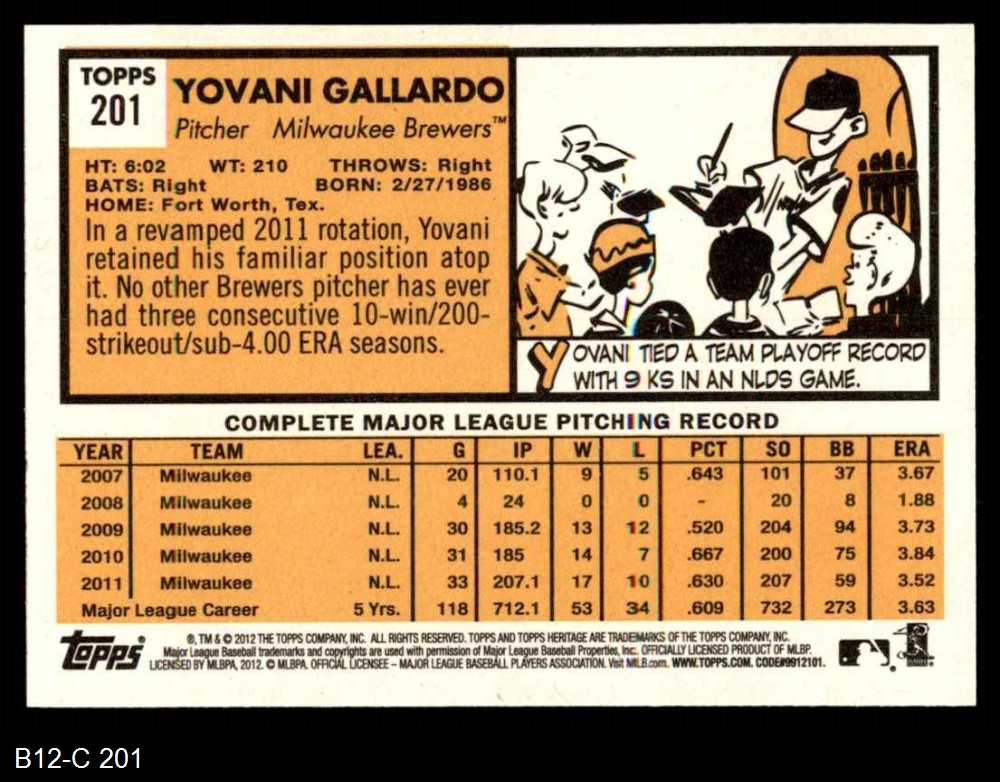 TOPPS
201
YOVANI GALLARDO
Pitcher Milwaukee Brewers™
HT: 6:02 WT: 210 THROWS: Right
BATS: Right BORN: 2/27/1986
HOME: Fort Worth, Tex.
In a revamped 2011 rotation, Yovani
retained his familiar position atop
it. No other Brewers pitcher has ever
had three consecutive 10-win/200-
strikeout/sub-4.00 ERA seasons.
YOVANI TIED A TEAM PLAYOFF RECORD
WITH 9 KS IN AN NLDS GAME.
COMPLETE MAJOR LEAGUE PITCHING RECORD
YEAR TEAM LEA. G IP W L PCT SO BB ERA
2007 Milwaukee N.L. 20 110.1 9 5 .643 101 37 3.67
2008 Milwaukee N.L. 4 24 0 0 - 20 8 1.88
2009 Milwaukee N.L. 30 185.2 13 12 .520 204 94 3.73
2010 Milwaukee N.L. 31 185 14 7 .667 200 75 3.84
2011 Milwaukee N.L. 33 207.1 17 10 .630 207 59 3.52
Major League Career 5 Yrs. 118 712.1 53 34 .609 732 273 3.63
Topps
®, TM & © 2012 THE TOPPS COMPANY, INC. ALL RIGHTS RESERVED. TOPPS AND TOPPS HERITAGE ARE TRADEMARKS OF THE TOPPS COMPANY, INC.
Major League Baseball trademarks and copyrights are used with permission of Major League Baseball Properties, Inc. OFFICIALLY LICENSED PRODUCT OF MLBP.
LICENSED BY MLBPA, 2012. © MLBPA. OFFICIAL LICENSEE – MAJOR LEAGUE BASEBALL PLAYERS ASSOCIATION. Visit MLB.com. WWW.TOPPS.COM. CODE#9912101.
B12-C 201